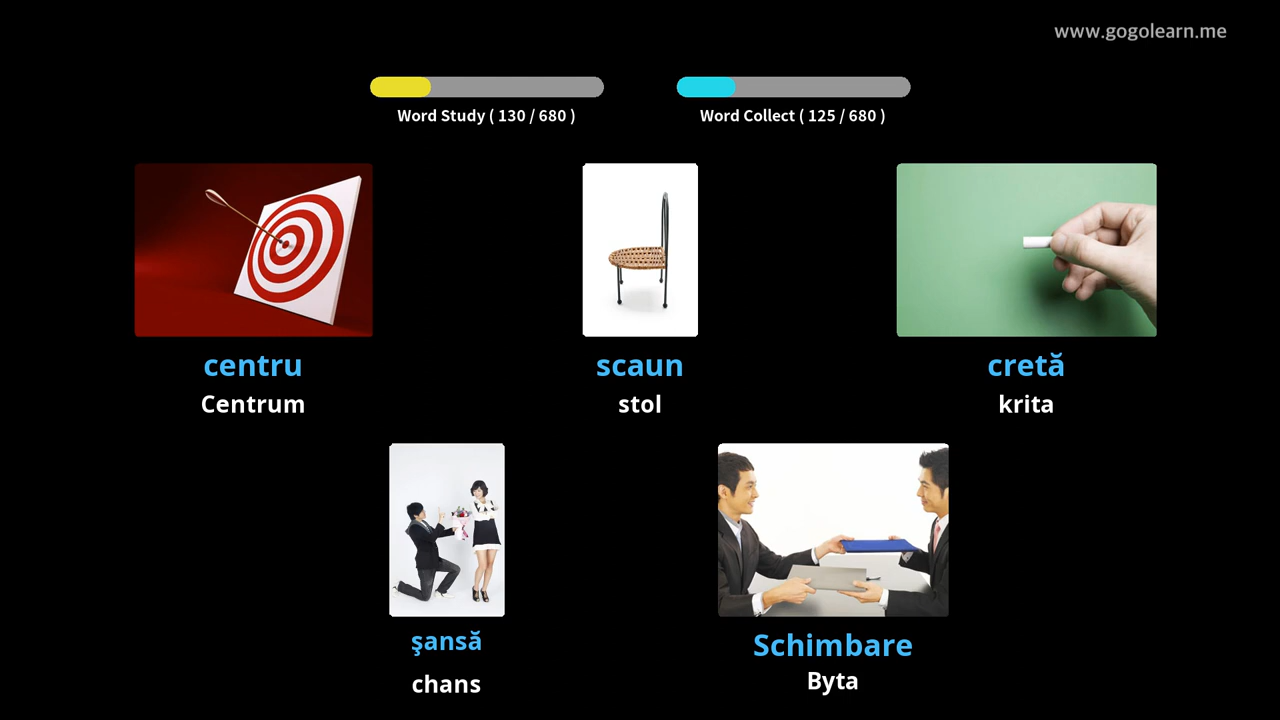 www.gogolearn.me
Word Study ( 130 / 680 )
Word Collect ( 125 / 680 )
centru
Centrum
scaun
stol
cretă
krita
şansă
chans
Schimbare
Byta